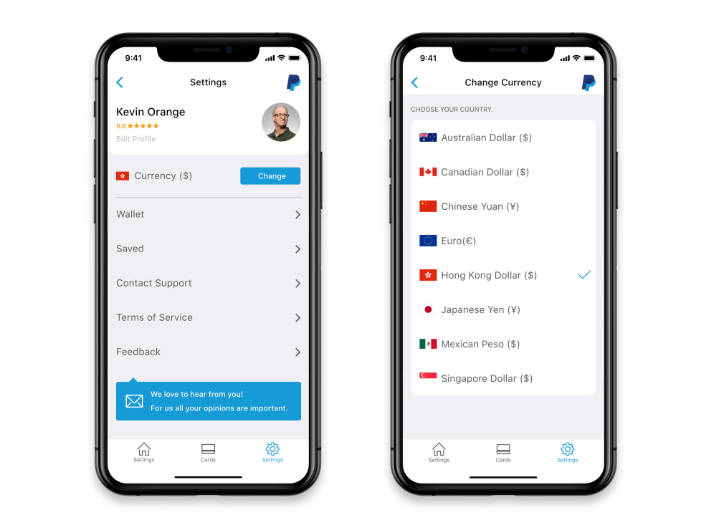 9:41
Settings
Kevin Orange
5.0
Edit Profile
Currency ($)
Change
Wallet
Saved
Contact Support
Terms of Service
Feedback
We love to hear from you!
For us all your opinions are important.
Settings
Cards
Settings
9:41
Change Currency
CHOOSE YOUR COUNTRY.
Australian Dollar ($)
Canadian Dollar ($)
Chinese Yuan (¥)
Euro(€)
Hong Kong Dollar ($)
Japanese Yen (¥)
Mexican Peso ($)
Singapore Dollar ($)
Settings
Cards
Settings